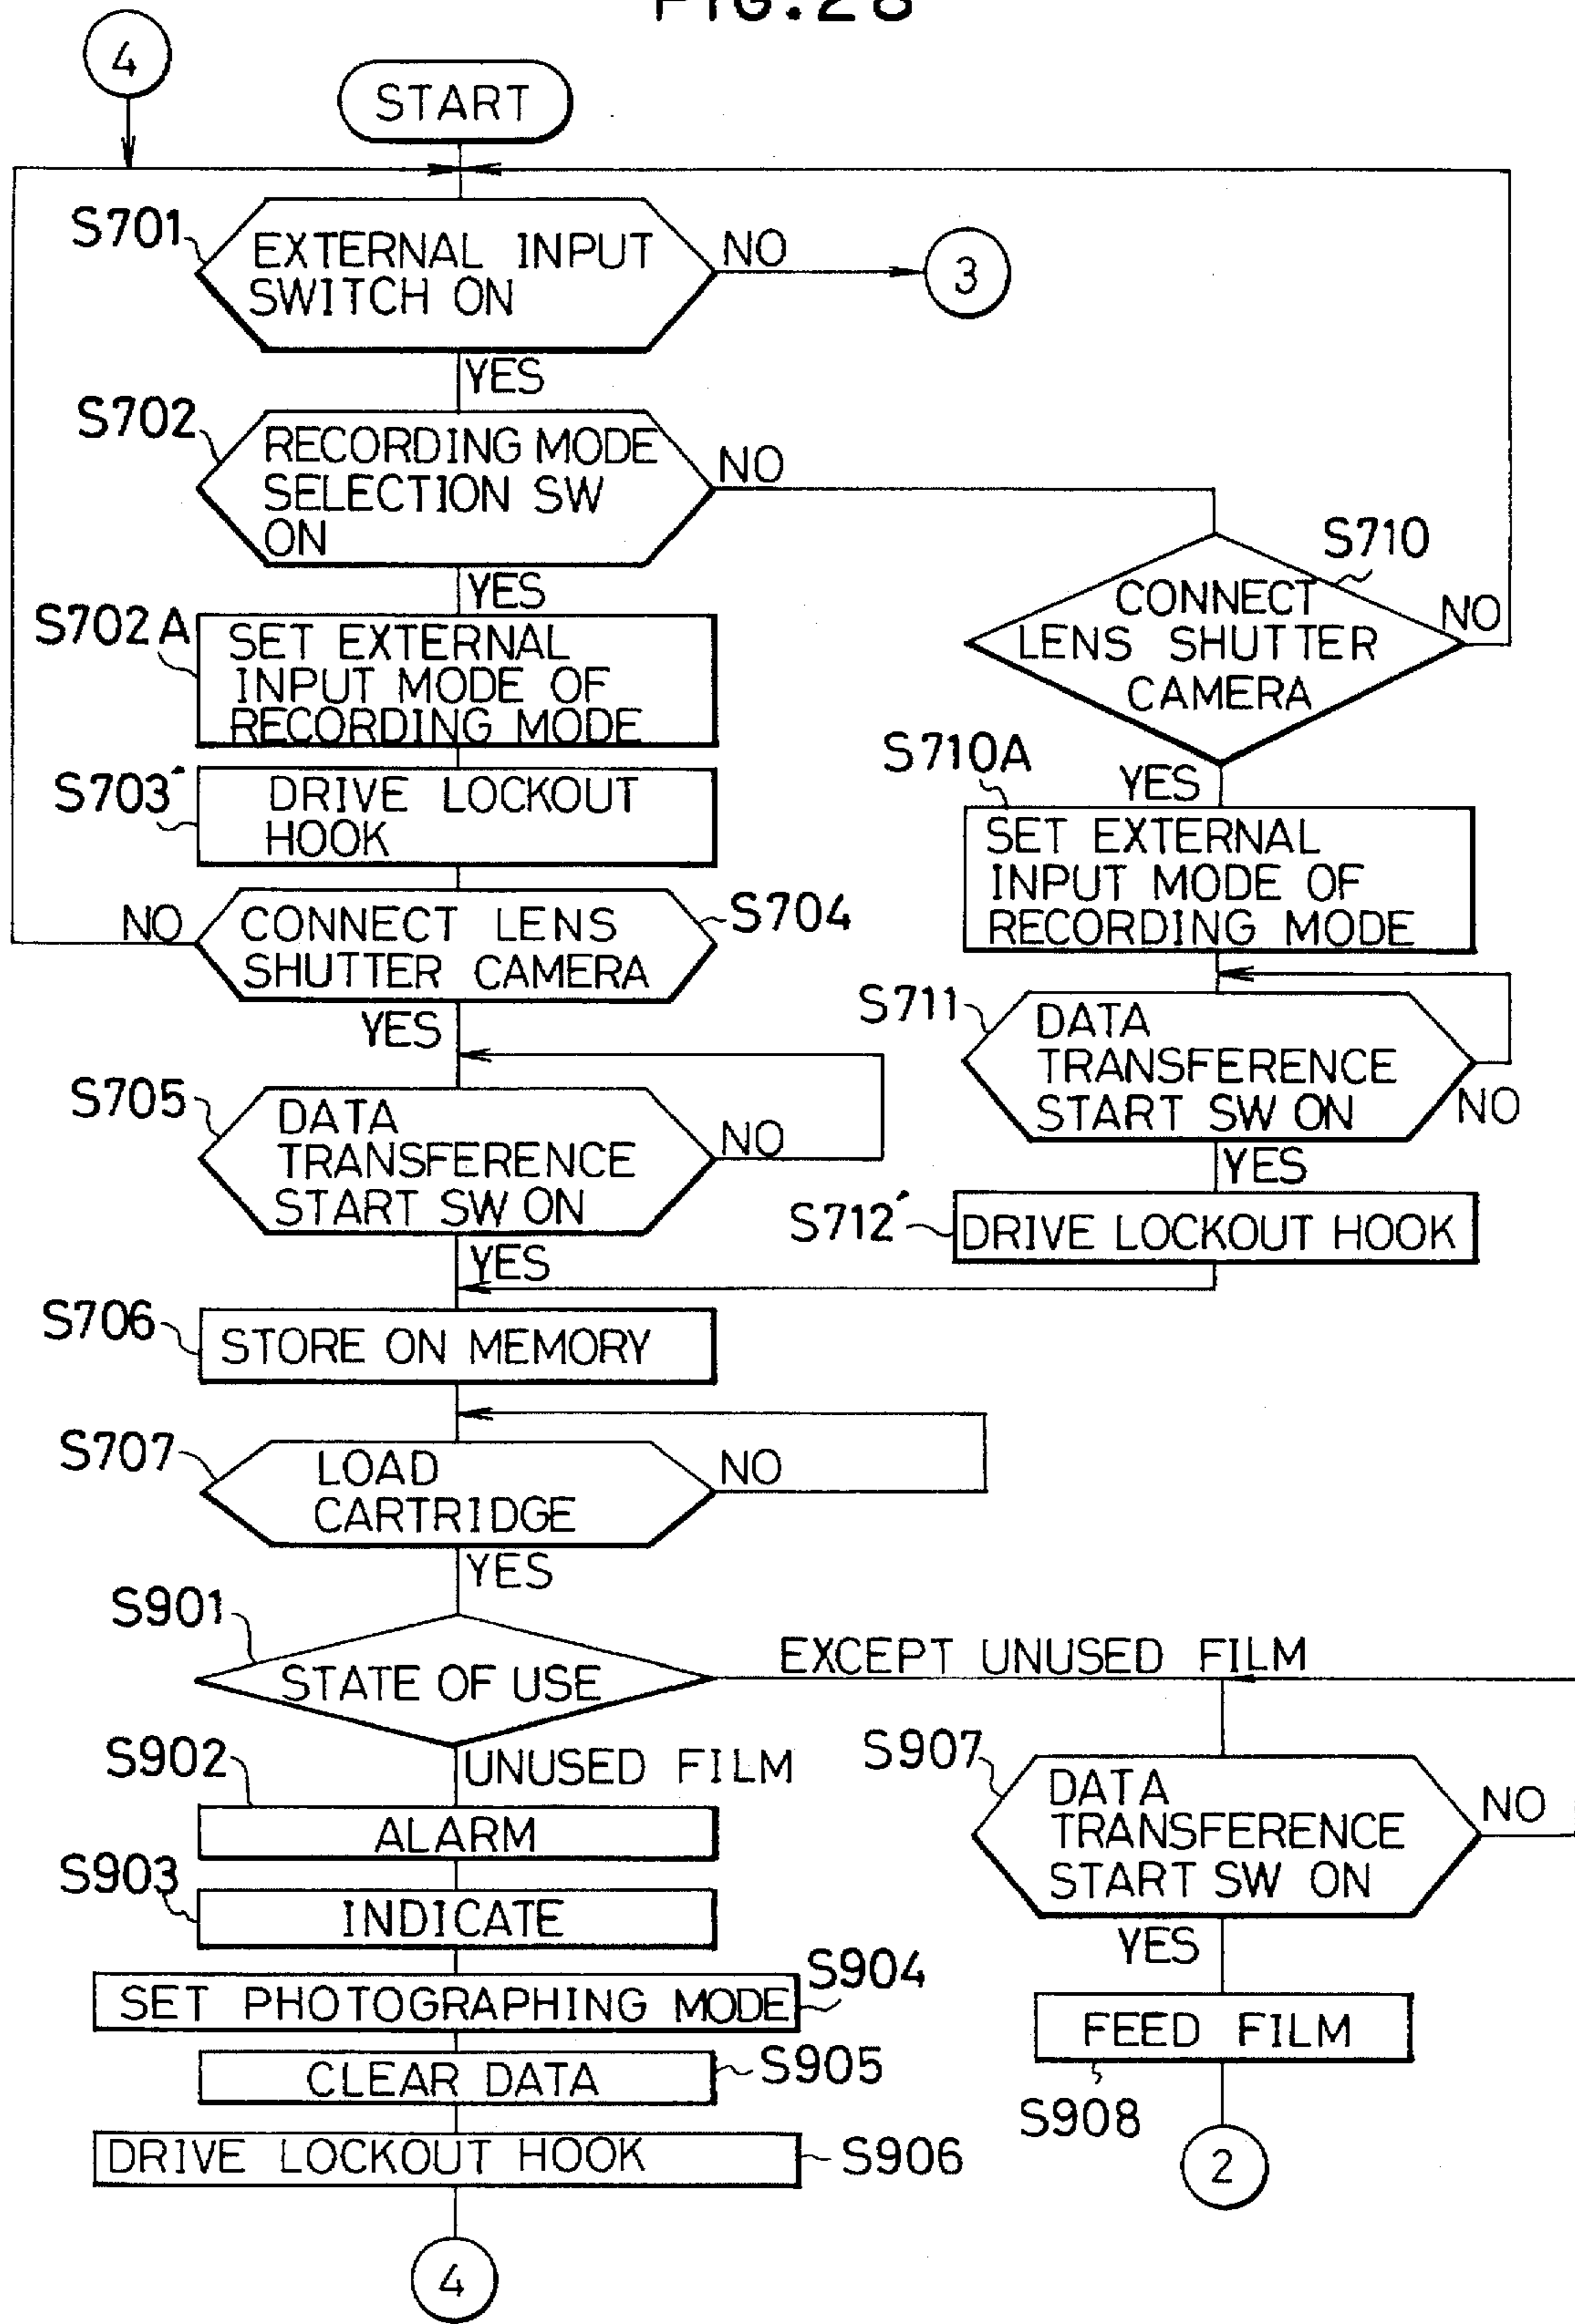 FIG.28
4
START
S701
EXTERNAL INPUT
SWITCH ON
NO
3
YES
S702
RECORDING MODE
SELECTION SW
ON
NO
YES
S710
CONNECT
LENS SHUTTER
CAMERA
NO
YES
S702A
SET EXTERNAL
INPUT MODE OF
RECORDING MODE
S703'
DRIVE LOCKOUT
HOOK
S710A
SET EXTERNAL
INPUT MODE OF
RECORDING MODE
NO
CONNECT LENS
SHUTTER CAMERA
S704
YES
S711
DATA
TRANSFERENCE
START SW ON
NO
YES
S705
DATA
TRANSFERENCE
START SW ON
NO
YES
S712'
DRIVE LOCKOUT HOOK
S706
STORE ON MEMORY
S707
LOAD
CARTRIDGE
NO
YES
S901
STATE OF USE
EXCEPT UNUSED FILM
UNUSED FILM
S902
ALARM
S903
INDICATE
SET PHOTOGRAPHING MODE
S904
CLEAR DATA
S905
DRIVE LOCKOUT HOOK
S906
4
S907
DATA
TRANSFERENCE
START SW ON
NO
YES
FEED FILM
S908
2